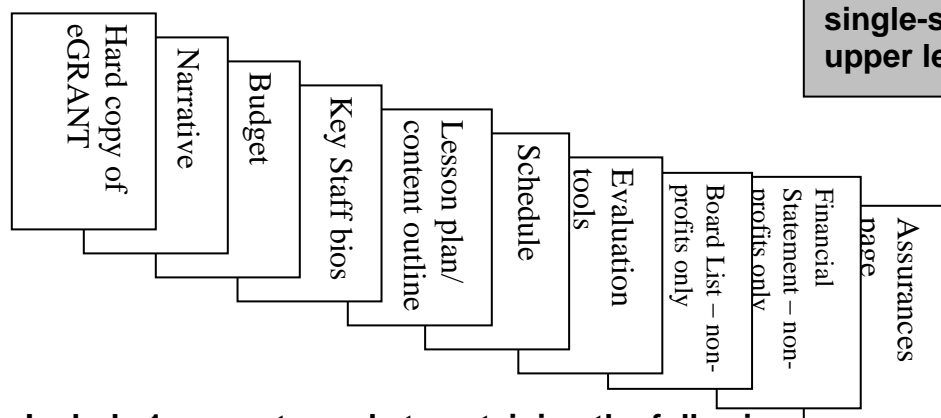 single-s
upper le
Hard copy of
eGRANT
Narrative
Budget
Key Staff bios
Lesson plan/
content outline
Schedule
Evaluation
tools
Board List – non-
profits only
Financial
Statement – non-
profits only
Assurances
page